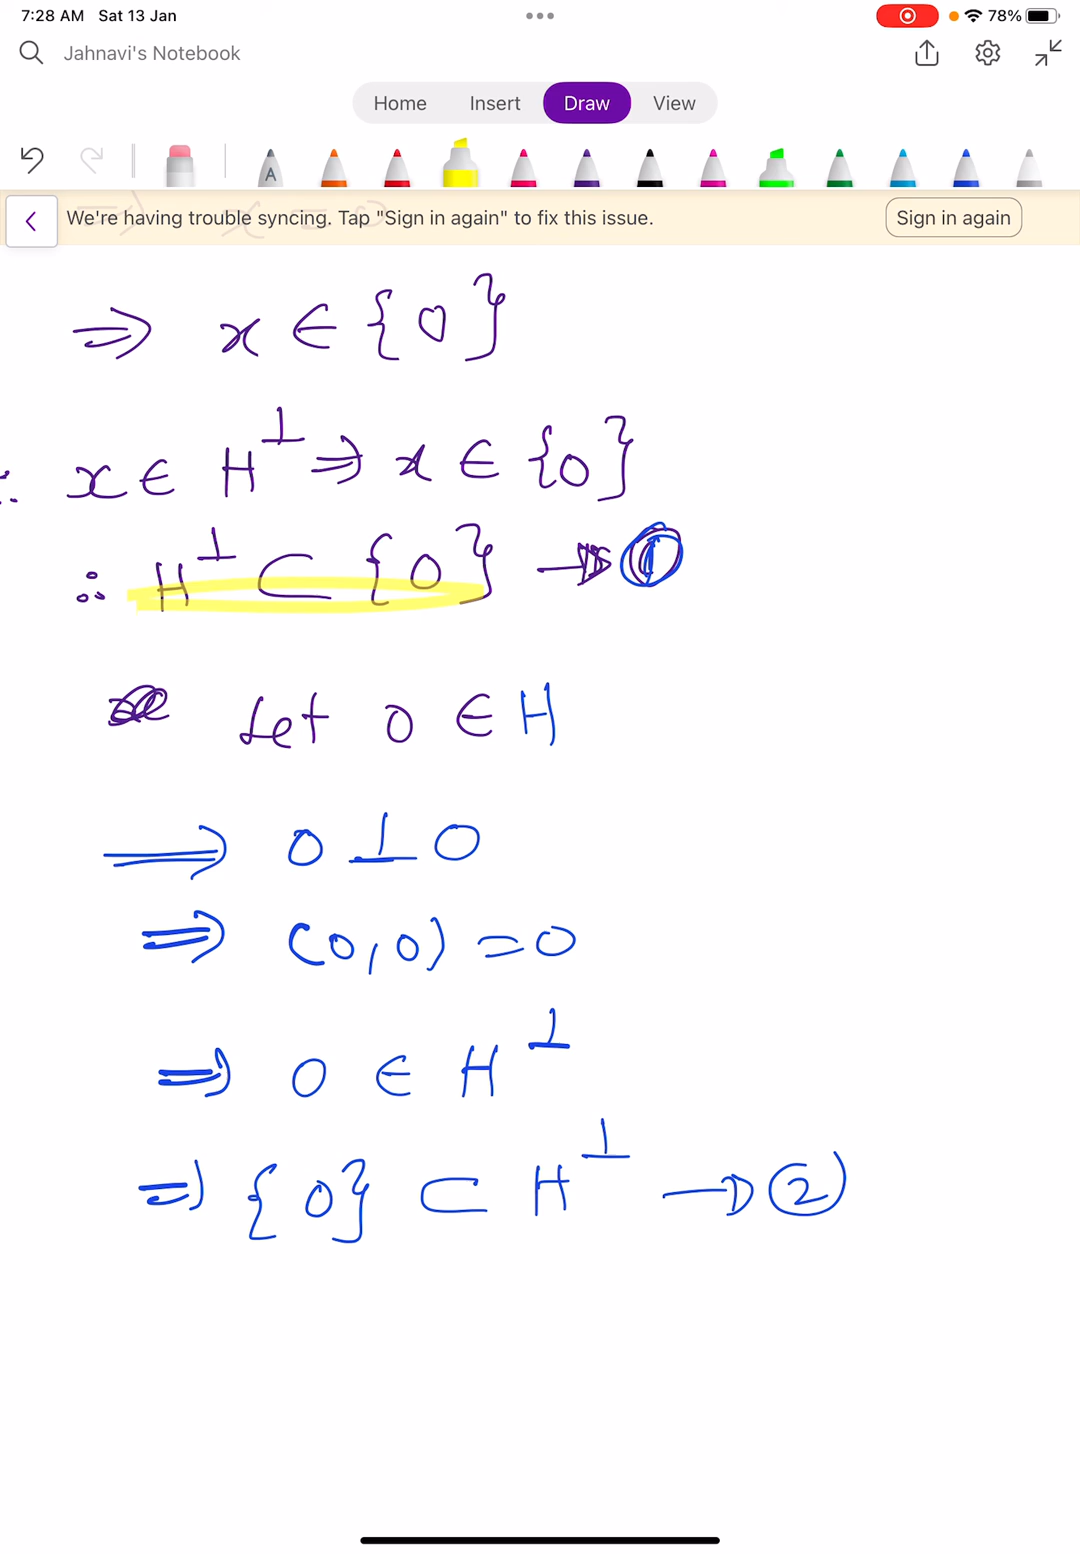 7:28 AM Sat 13 Jan
78%
Jahnavi's Notebook
Home Insert Draw View
A
We're having trouble syncing. Tap "Sign in again" to fix this issue.
Sign in again
⇒ x ∈ {0}
∴ x ∈ H^⊥ ⇒ x ∈ {0}
∴ H^⊥ ⊂ {0} → ①
Let 0 ∈ H
⇒ 0 ⊥ 0
⇒ (0,0) = 0
⇒ 0 ∈ H^⊥
⇒ {0} ⊂ H^⊥ → ②